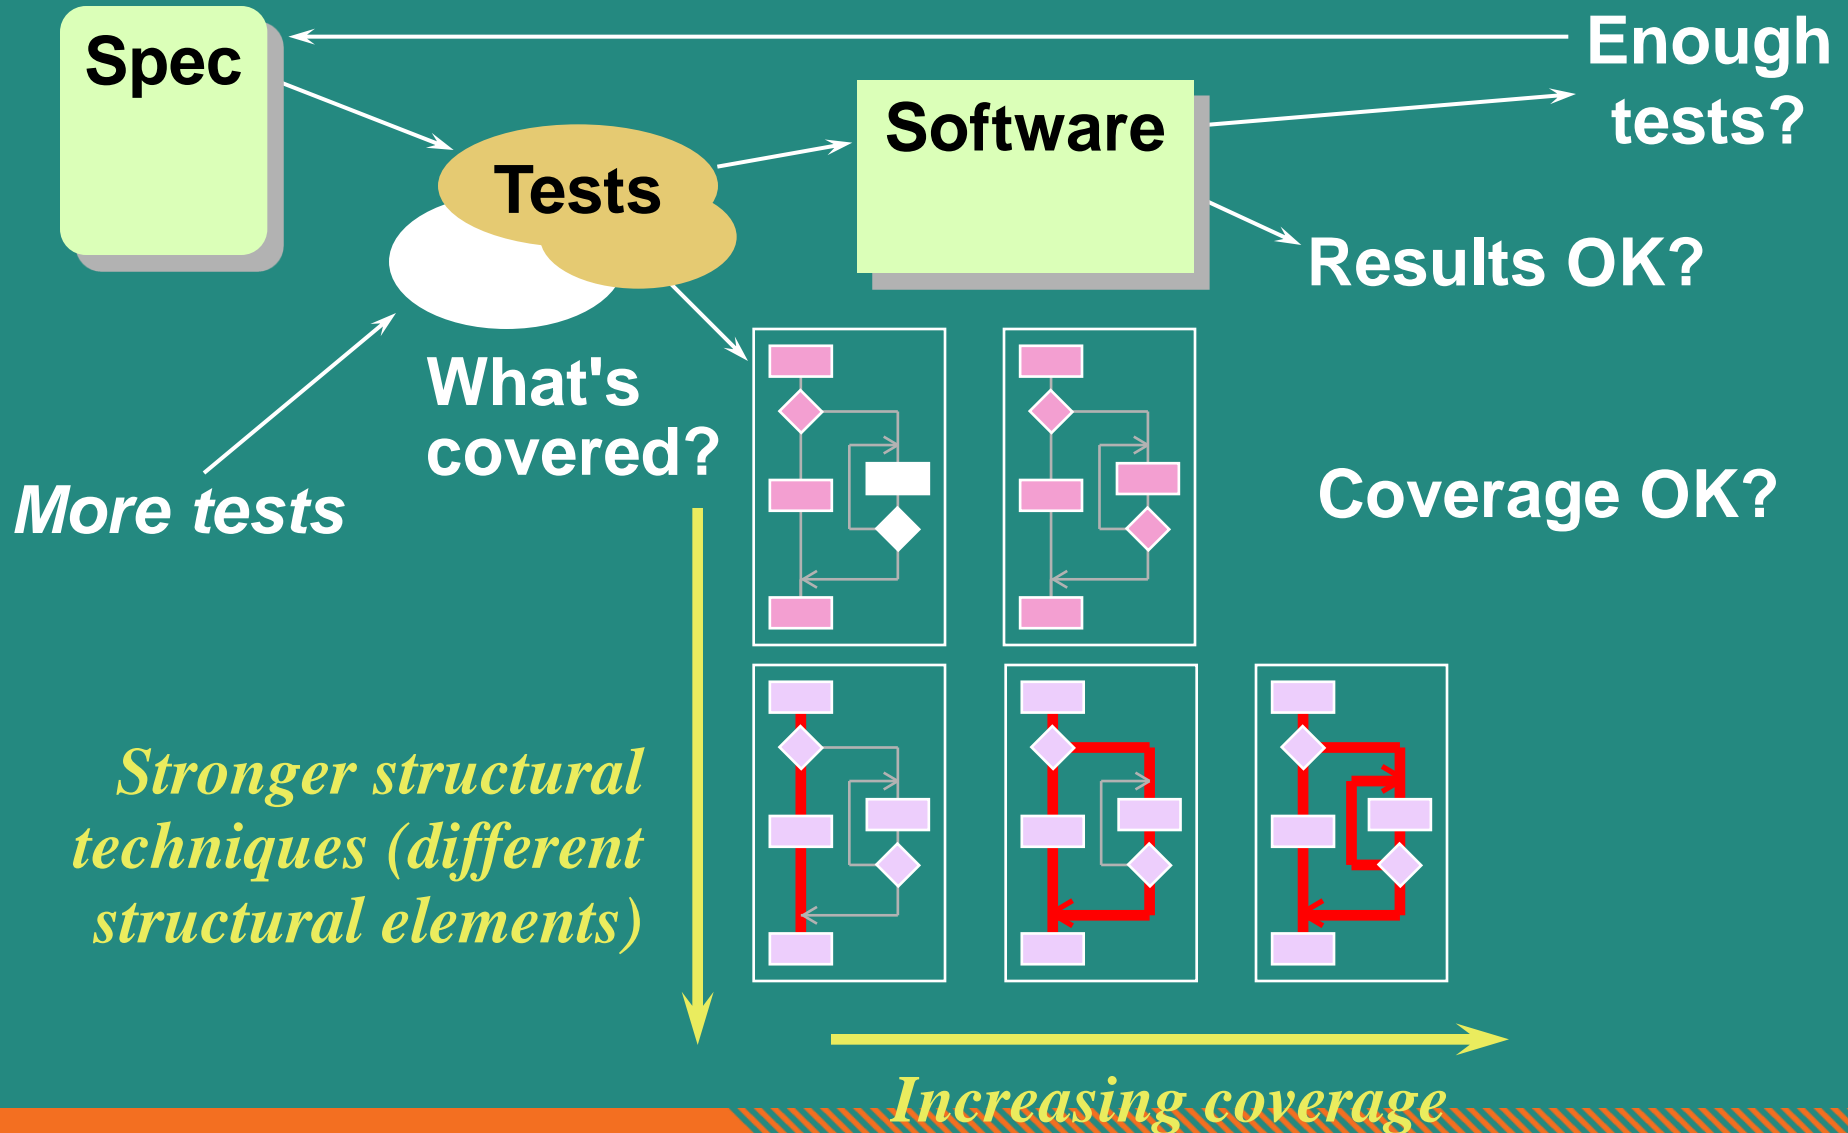 Spec
Enough
tests?
Software
Tests
Results OK?
What's
covered?
More tests
Coverage OK?
Stronger structural
techniques (different
structural elements)
Increasing coverage